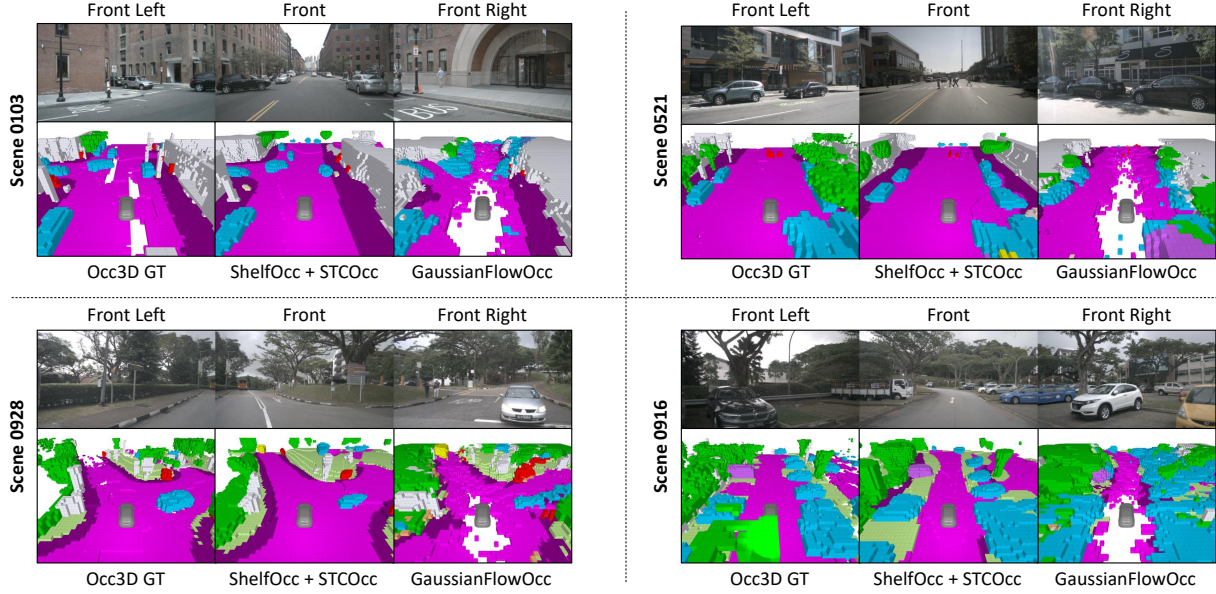 Front Left Front Front Right
Scene 0103
BUS
Occ3D GT ShelfOcc + STCOcc GaussianFlowOcc
Front Left Front Front Right
Scene 0521
Occ3D GT ShelfOcc + STCOcc GaussianFlowOcc
Front Left Front Front Right
Scene 0928
Occ3D GT ShelfOcc + STCOcc GaussianFlowOcc
Front Left Front Front Right
Scene 0916
Occ3D GT ShelfOcc + STCOcc GaussianFlowOcc